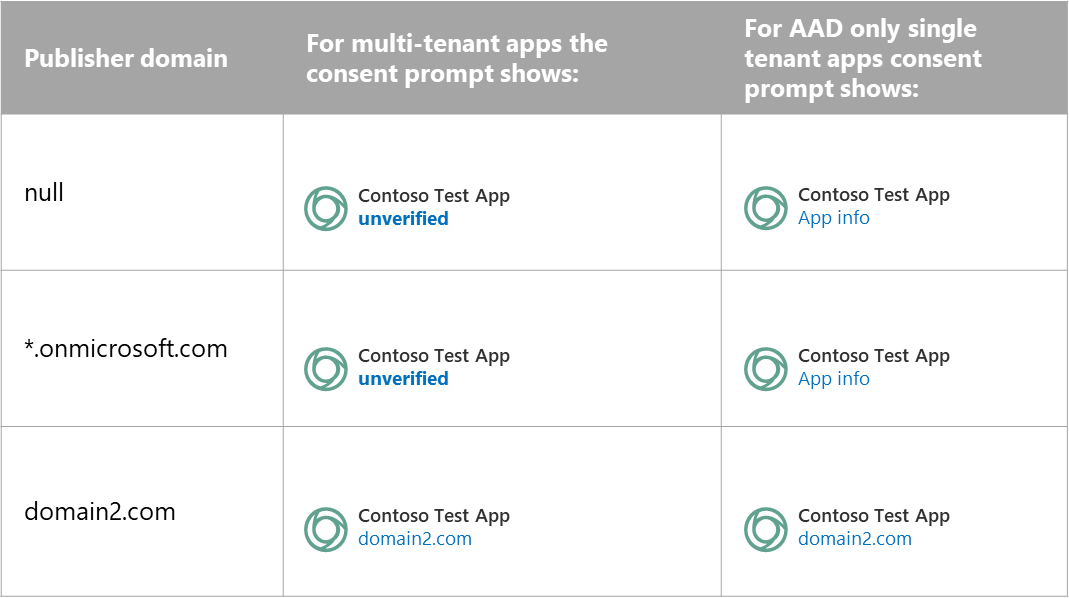 Publisher domain
For multi-tenant apps the
consent prompt shows:
For AAD only single
tenant apps consent
prompt shows:
null
Contoso Test App
unverified
Contoso Test App
App info
*.onmicrosoft.com
Contoso Test App
unverified
Contoso Test App
App info
domain2.com
Contoso Test App
domain2.com
Contoso Test App
domain2.com